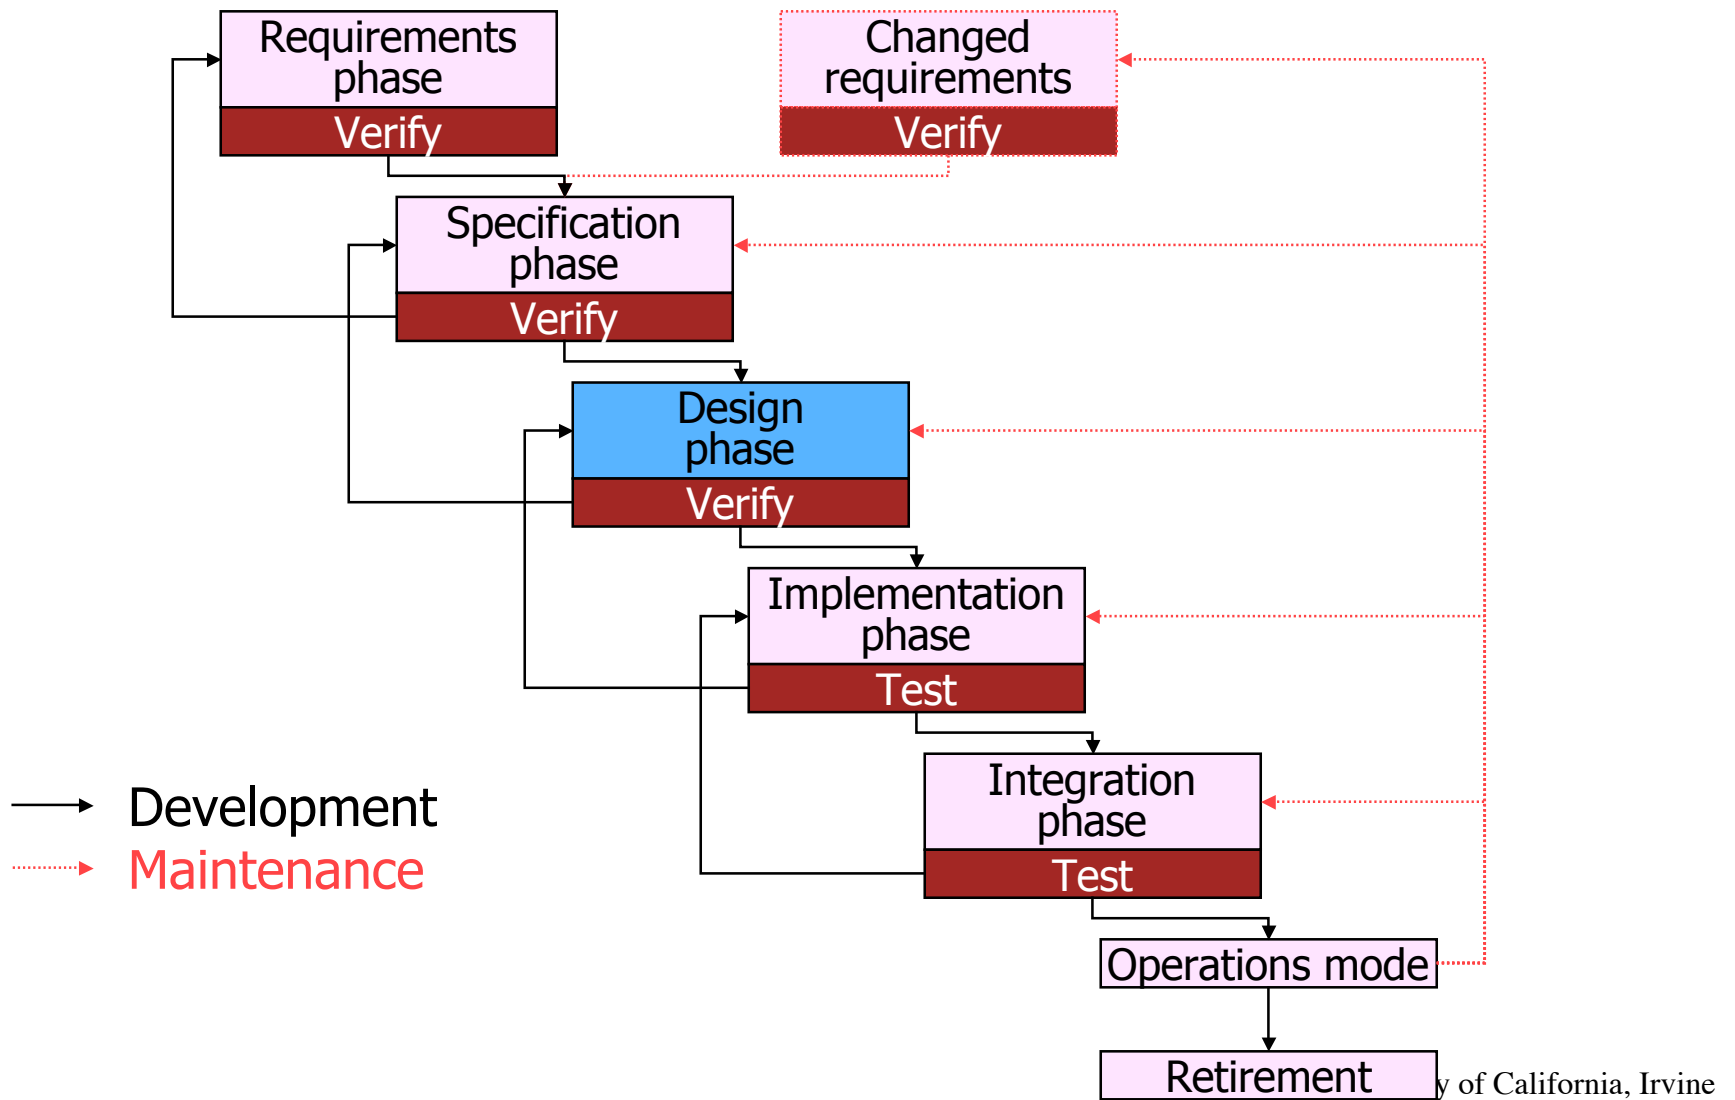 Requirements
phase
Verify
Changed
requirements
Verify
Specification
phase
Verify
Design
phase
Verify
Implementation
phase
Test
Integration
phase
Test
Development
Maintenance
Operations mode
Retirement
of California, Irvine